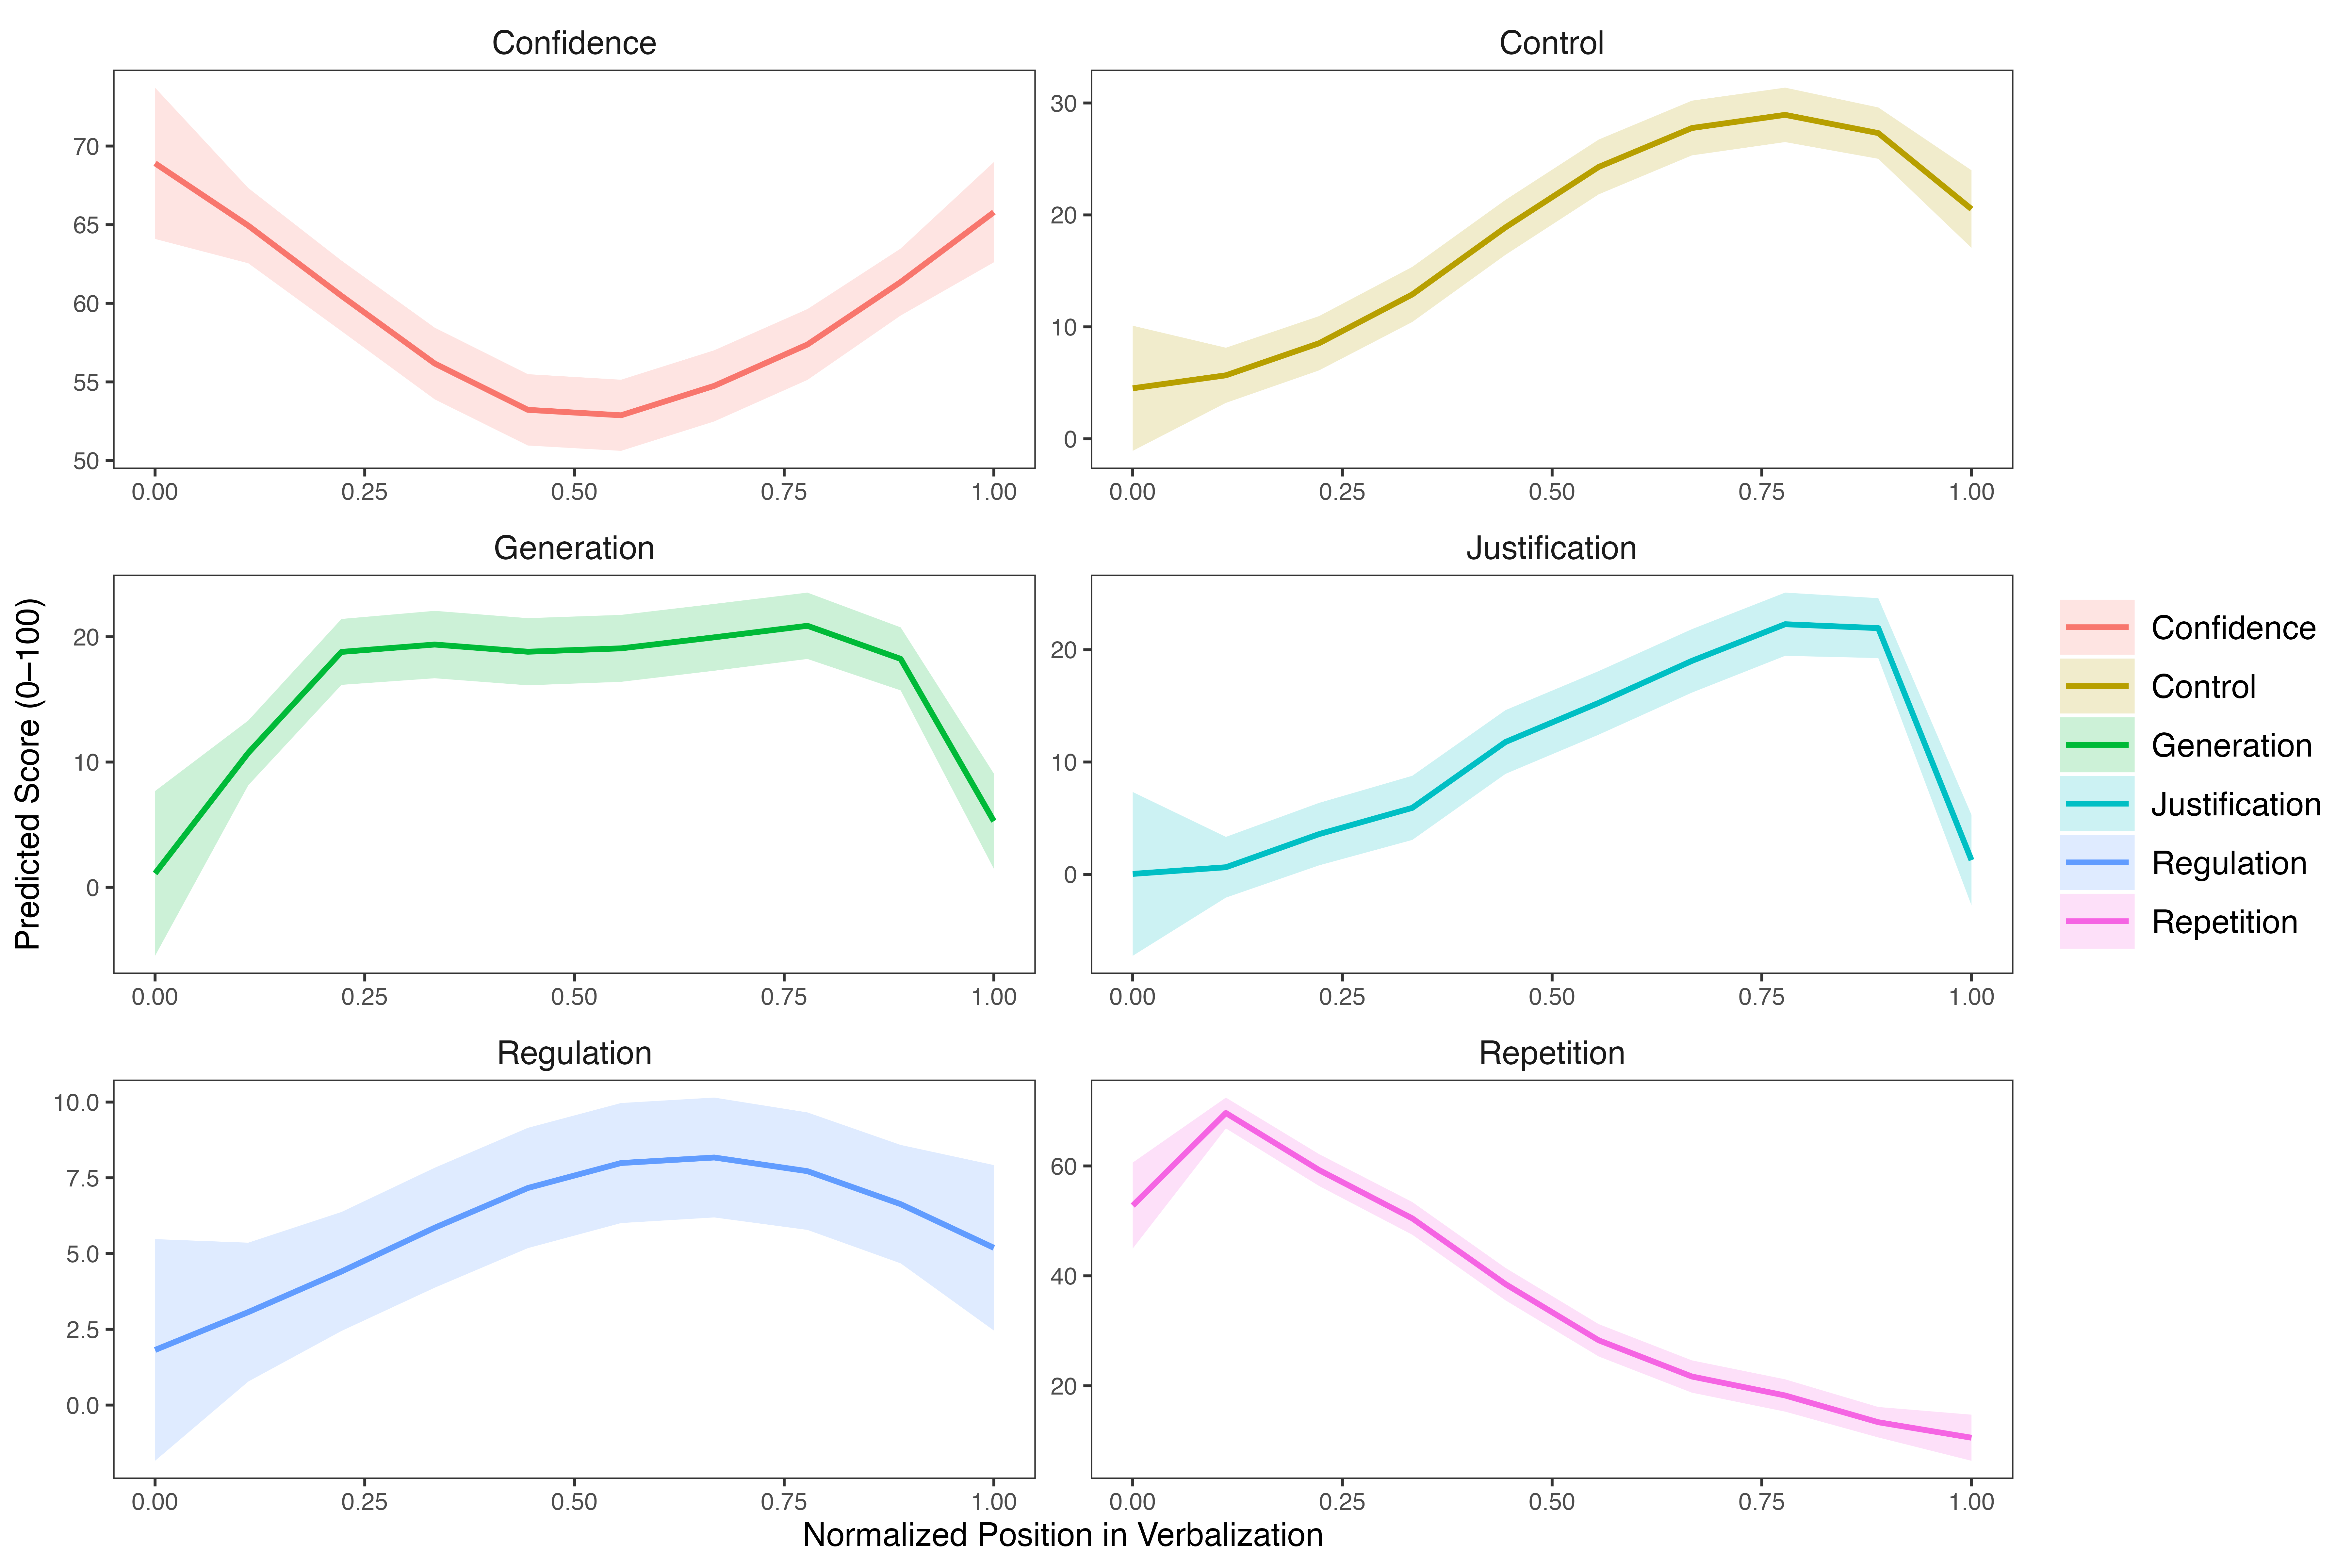 Confidence
Control
70
65
60
55
50
0.00 0.25 0.50 0.75 1.00
30
20
10
0
0.00 0.25 0.50 0.75 1.00
Generation
Justification
20
10
0
0.00 0.25 0.50 0.75 1.00
20
10
0
0.00 0.25 0.50 0.75 1.00
Regulation
Repetition
10.0
7.5
5.0
2.5
0.0
0.00 0.25 0.50 0.75 1.00
60
40
20
0.00 0.25 0.50 0.75 1.00
Predicted Score (0–100)
Normalized Position in Verbalization
Confidence
Control
Generation
Justification
Regulation
Repetition